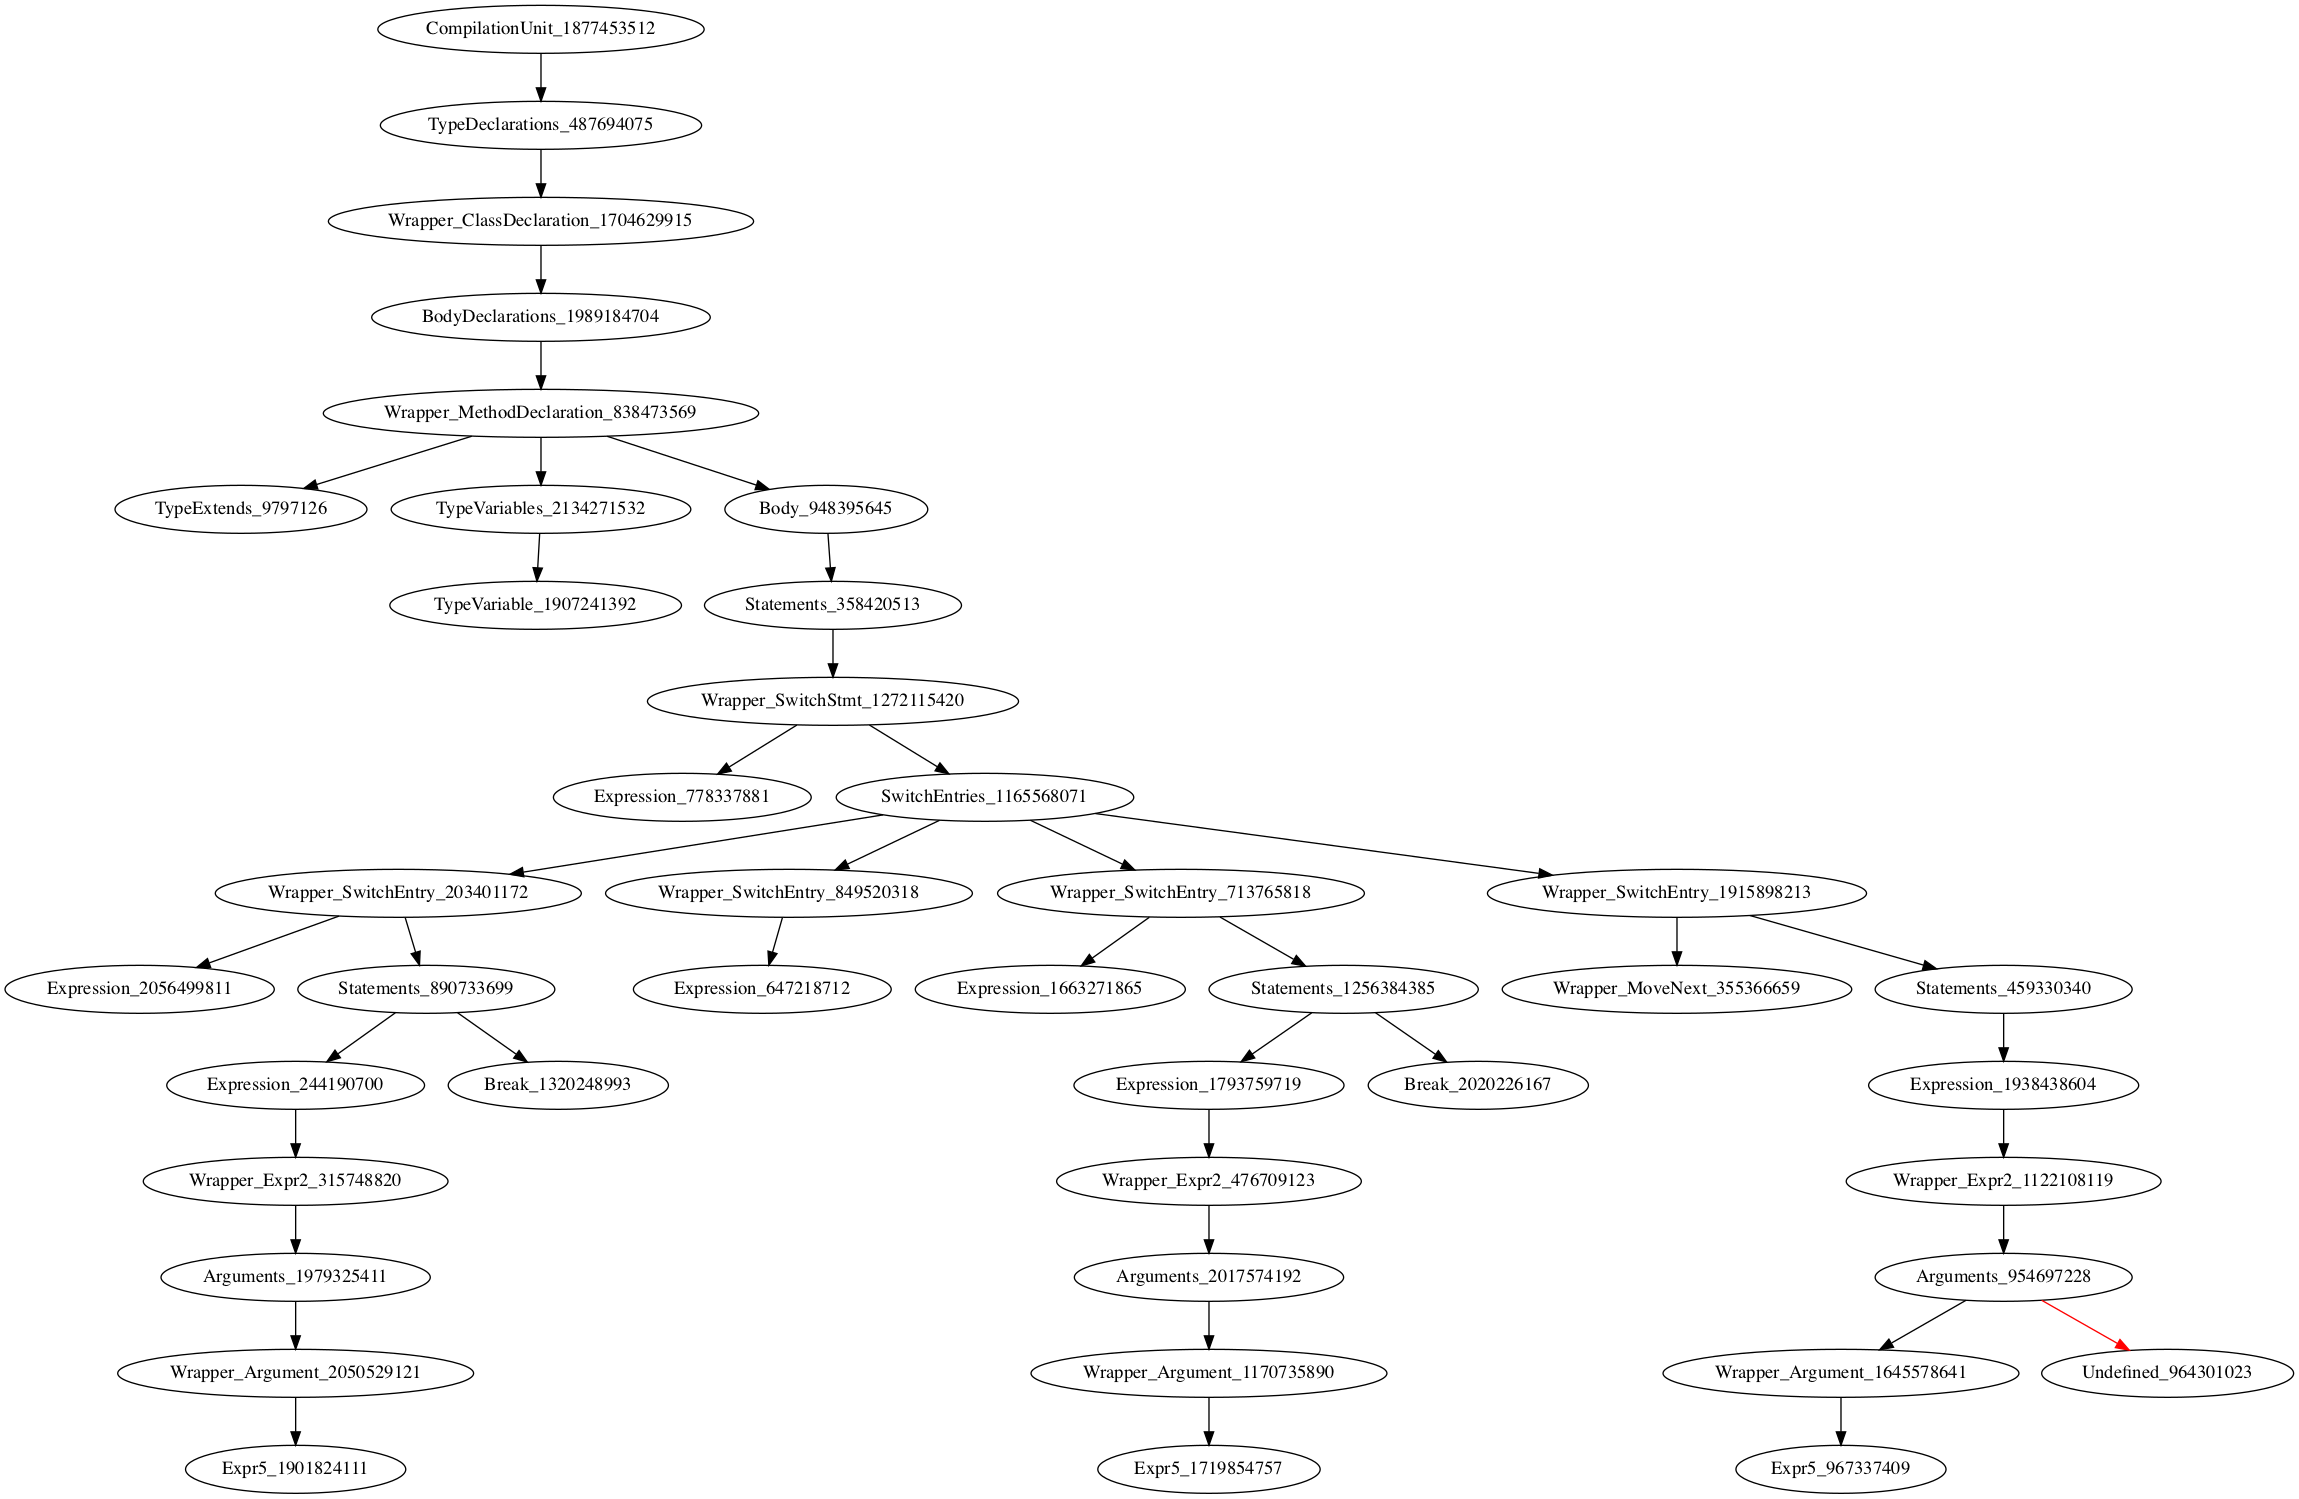 CompilationUnit_1877453512
TypeDeclarations_487694075
Wrapper_ClassDeclaration_1704629915
BodyDeclarations_1989184704
Wrapper_MethodDeclaration_838473569
TypeExtends_9797126
TypeVariables_2134271532
Body_948395645
TypeVariable_1907241392
Statements_358420513
Wrapper_SwitchStmt_1272115420
Expression_778337881
SwitchEntries_1165568071
Wrapper_SwitchEntry_203401172
Wrapper_SwitchEntry_849520318
Wrapper_SwitchEntry_713765818
Wrapper_SwitchEntry_1915898213
Expression_2056499811
Statements_890733699
Expression_647218712
Expression_1663271865
Statements_1256384385
Wrapper_MoveNext_355366659
Statements_459330340
Expression_244190700
Break_1320248993
Expression_1793759719
Break_2020226167
Expression_1938438604
Wrapper_Expr2_315748820
Wrapper_Expr2_476709123
Wrapper_Expr2_1122108119
Arguments_1979325411
Arguments_2017574192
Arguments_954697228
Wrapper_Argument_2050529121
Wrapper_Argument_1170735890
Wrapper_Argument_1645578641
Undefined_964301023
Expr5_1901824111
Expr5_1719854757
Expr5_967337409